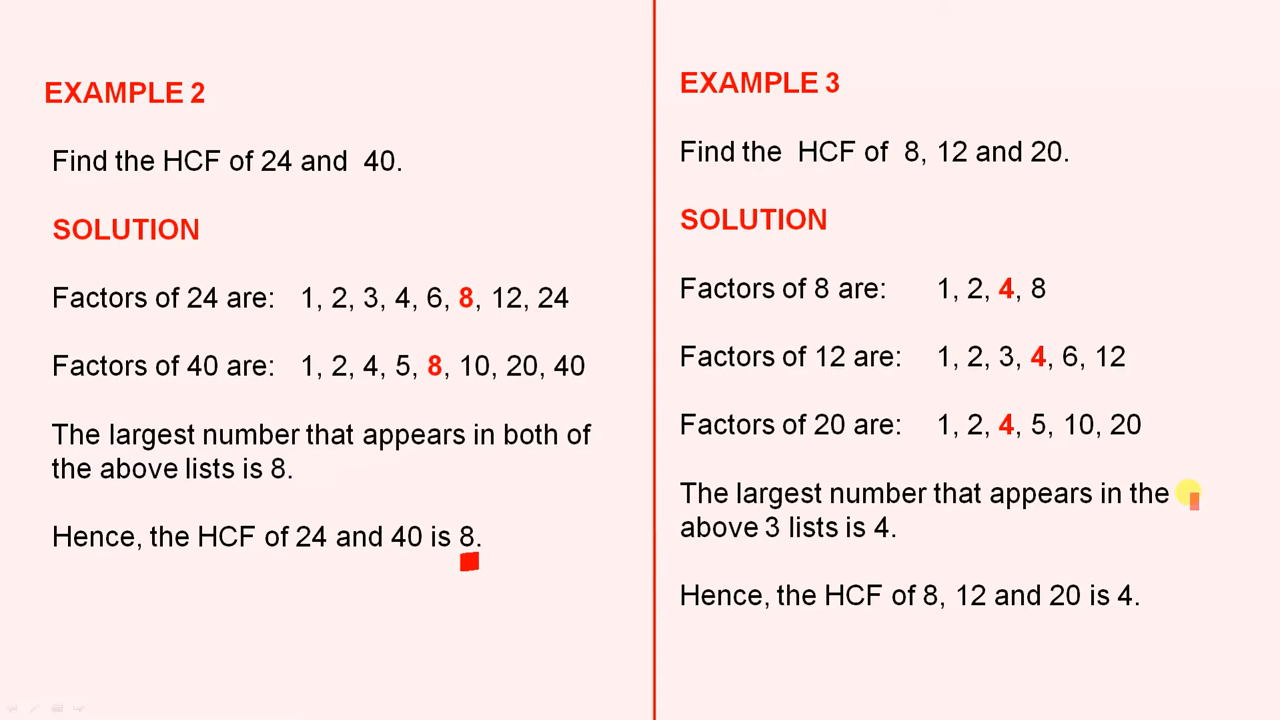 EXAMPLE 2
Find the HCF of 24 and 40.
SOLUTION
Factors of 24 are: 1, 2, 3, 4, 6, 8, 12, 24
Factors of 40 are: 1, 2, 4, 5, 8, 10, 20, 40
The largest number that appears in both of
the above lists is 8.
Hence, the HCF of 24 and 40 is 8.
EXAMPLE 3
Find the HCF of 8, 12 and 20.
SOLUTION
Factors of 8 are: 1, 2, 4, 8
Factors of 12 are: 1, 2, 3, 4, 6, 12
Factors of 20 are: 1, 2, 4, 5, 10, 20
The largest number that appears in the
above 3 lists is 4.
Hence, the HCF of 8, 12 and 20 is 4.